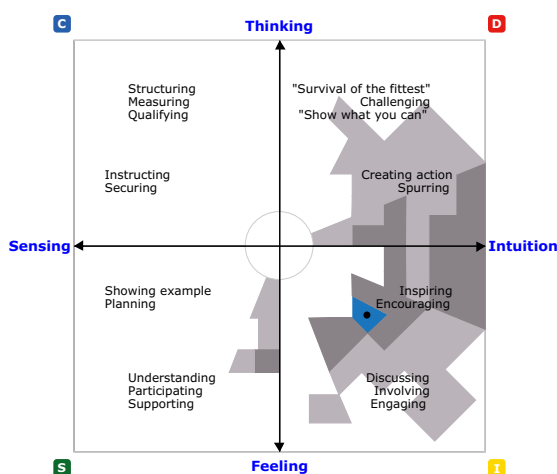 C
Thinking
D
Structuring
Measuring
Qualifying
"Survival of the fittest"
Challenging
"Show what you can"
Instructing
Securing
Creating action
Spurring
Sensing
Intuition
Showing example
Planning
Inspiring
Encouraging
Understanding
Participating
Supporting
Discussing
Involving
Engaging
S
Feeling
I